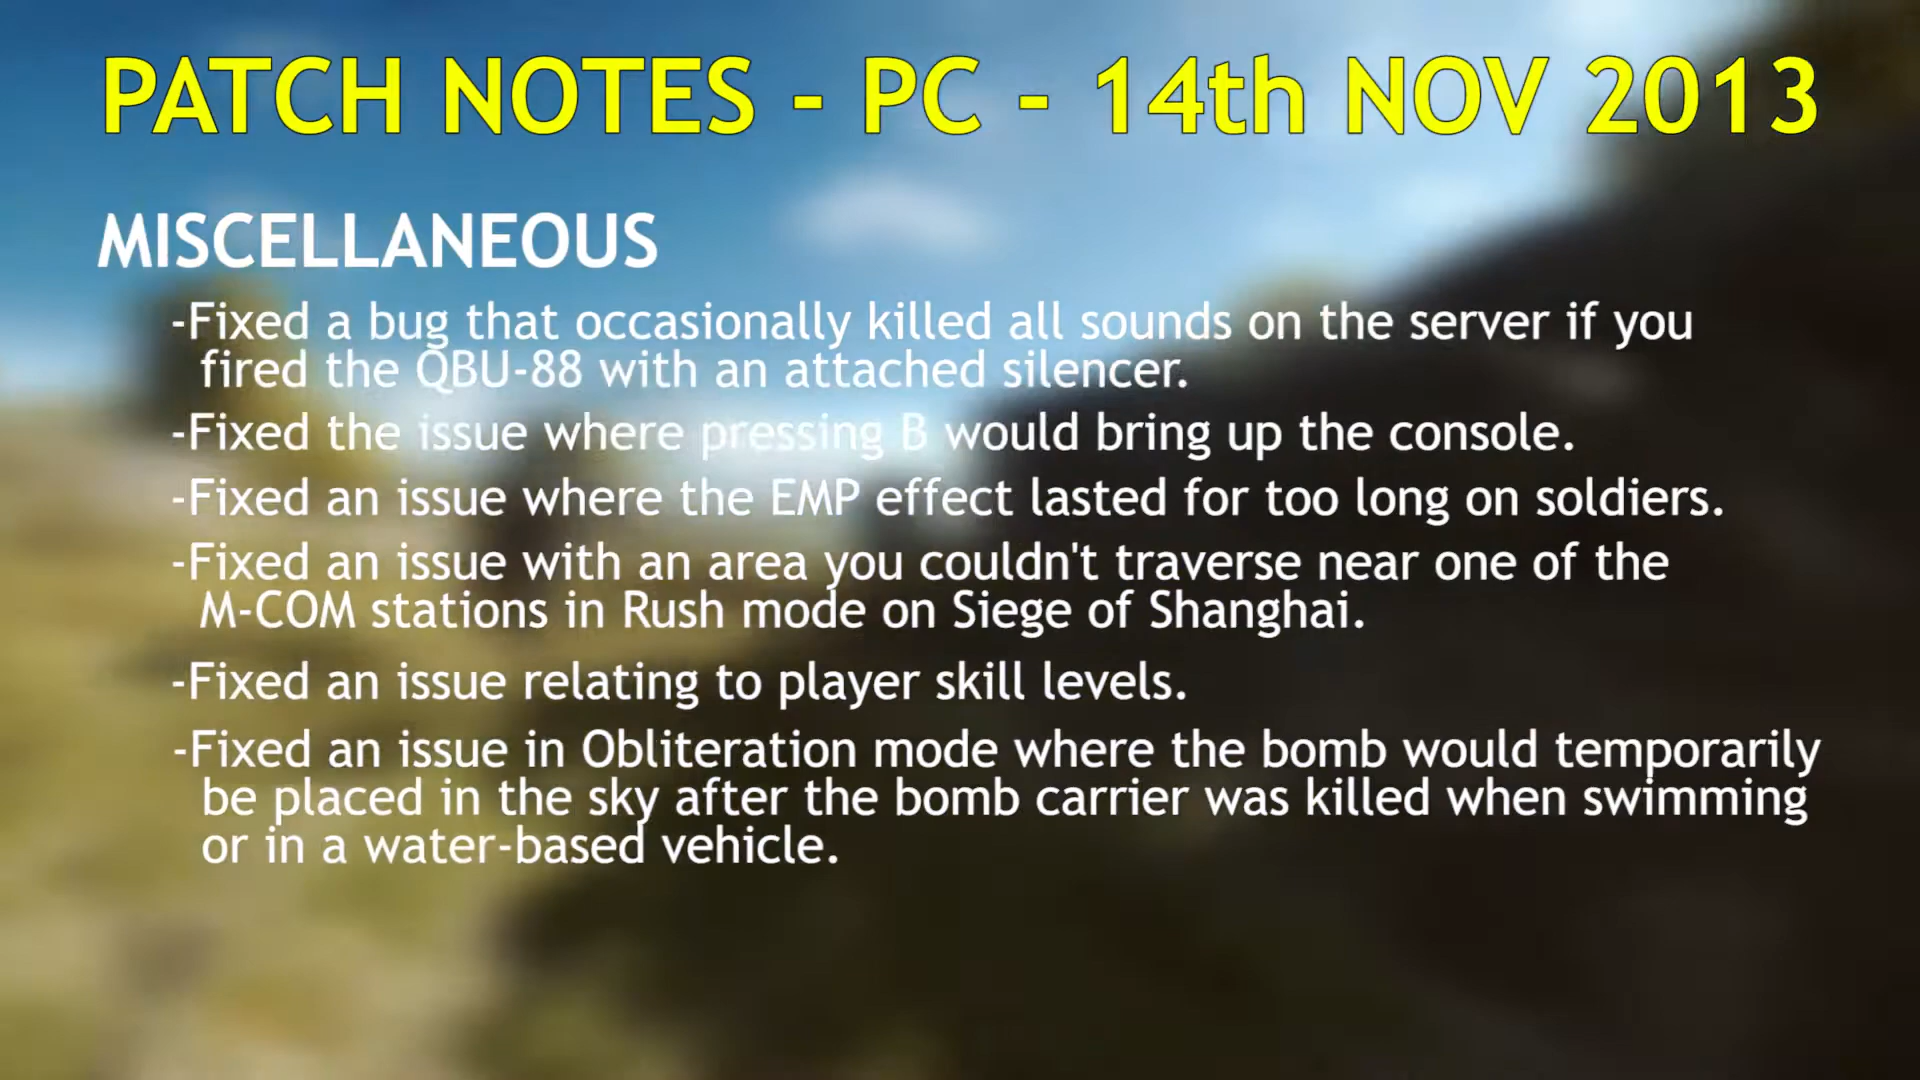 PATCH NOTES - PC - 14th NOV 2013
MISCELLANEOUS
-Fixed a bug that occasionally killed all sounds on the server if you
fired the QBU-88 with an attached silencer.
-Fixed the issue where pressing B would bring up the console.
-Fixed an issue where the EMP effect lasted for too long on soldiers.
-Fixed an issue with an area you couldn't traverse near one of the
M-COM stations in Rush mode on Siege of Shanghai.
-Fixed an issue relating to player skill levels.
-Fixed an issue in Obliteration mode where the bomb would temporarily
be placed in the sky after the bomb carrier was killed when swimming
or in a water-based vehicle.